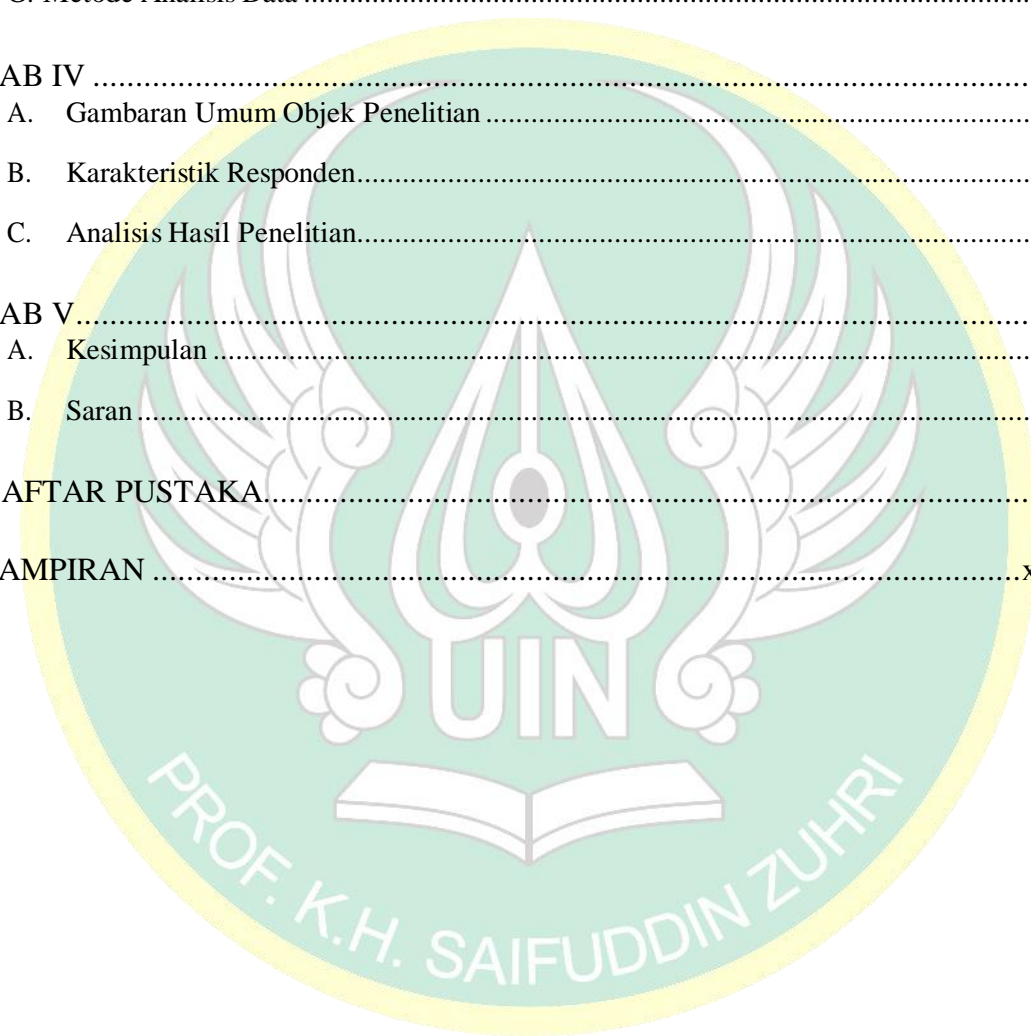 G. Metode Analisis Data ..........................................................................................
AB IV ..........................................................................................
A. Gambaran Umum Objek Penitian ..........................................................................................
B. Karakteristik Responden..........................................................................................
C. Analisis Hasil Penelitian..........................................................................................
AB V..........................................................................................
A. Kesimpulan ..........................................................................................
B. Saran ..........................................................................................
AFTAR PUSTAKA..........................................................................................
AMPIRAN ..........................................................................................x
UIN
PROF. K.H. SAIFUDDIN ZUHRI